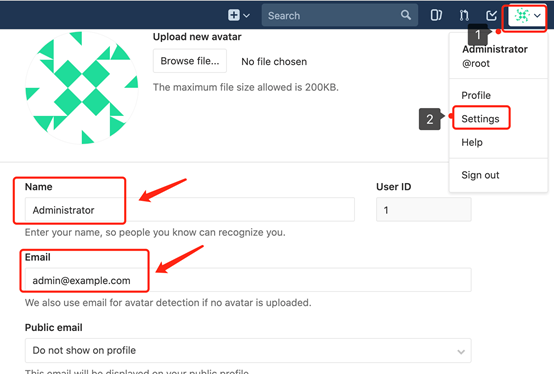 Search
1
Upload new avatar
Browse file...
No file chosen
The maximum file size allowed is 200KB.
Administrator
@root
Profile
2
Settings
Help
Sign out
Name
User ID
Administrator
1
Enter your name, so people you know can recognize you.
Email
admin@example.com
We also use email for avatar detection if no avatar is uploaded.
Public email
Do not show on profile
This email will be displayed on your public profile